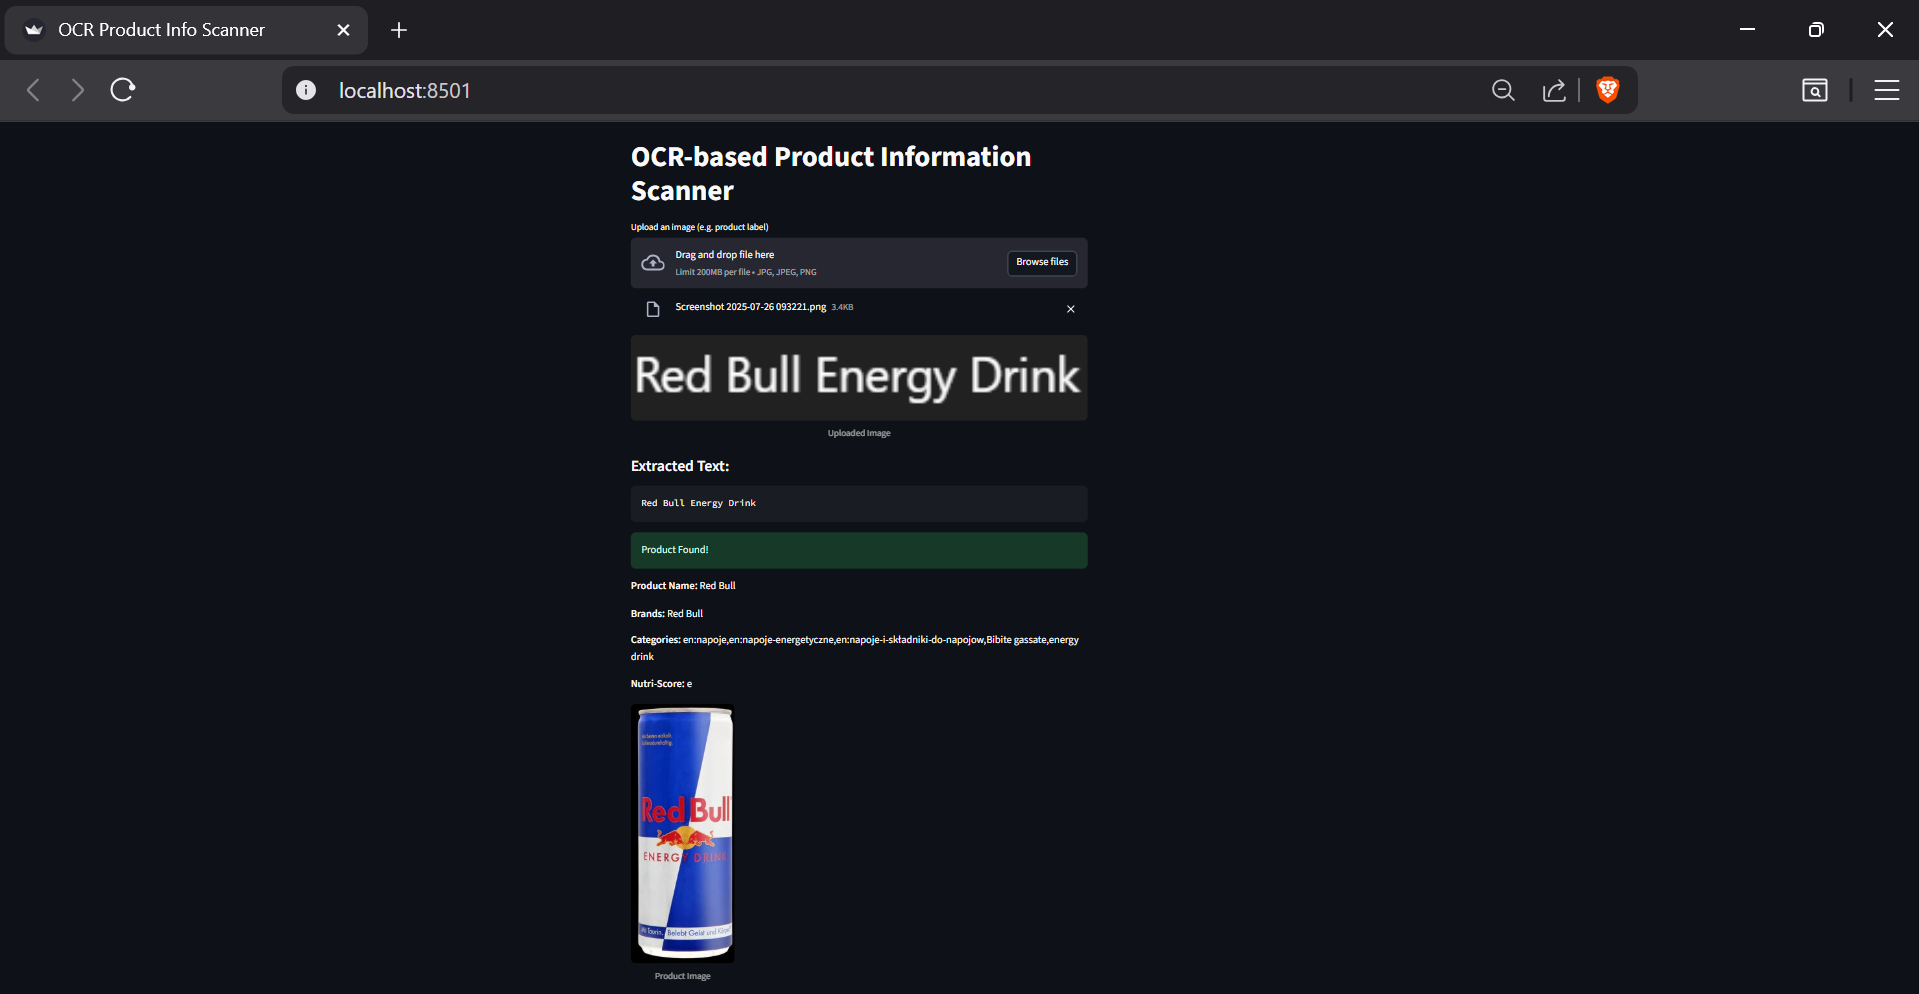 OCR Product Info Scanner
localhost:8501
OCR-based Product Information
Scanner
Upload an image (e.g. product label)
Drag and drop file here
Limit 200MB per file • JPG, JPEG, PNG
Browse files
Screenshot 2025-07-26 093221.png 3.4KB
Red Bull Energy Drink
Uploaded Image
Extracted Text:
Red Bull Energy Drink
Product Found!
Product Name: Red Bull
Brands: Red Bull
Categories: en:napoje,en:napoje-energetyczne,en:napoje-i-składniki-do-napojow,Bibite gassate,energy
drink
Nutri-Score: e
Red Bull
ENERGY DRINK
Belebt Geist und
Product Image